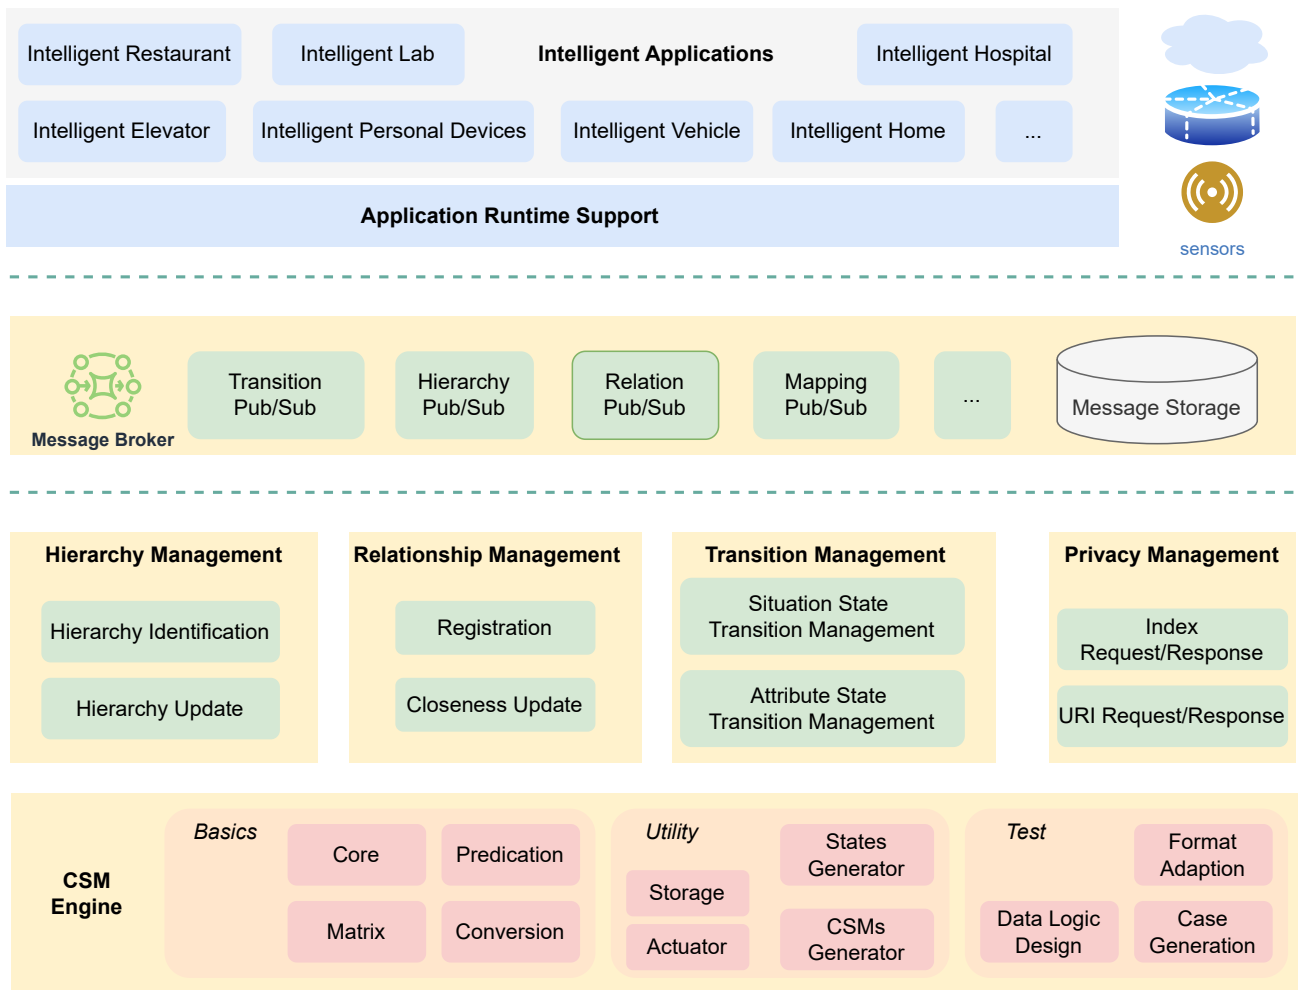 Intelligent Restaurant
Intelligent Lab
Intelligent Applications
Intelligent Hospital
Intelligent Elevator
Intelligent Personal Devices
Intelligent Vehicle
Intelligent Home
...
Application Runtime Support
sensors
Message Broker
Transition
Pub/Sub
Hierarchy
Pub/Sub
Relation
Pub/Sub
Mapping
Pub/Sub
...
Message Storage
Hierarchy Management
Hierarchy Identification
Hierarchy Update
Relationship Management
Registration
Closeness Update
Transition Management
Situation State
Transition Management
Attribute State
Transition Management
Privacy Management
Index
Request/Response
URI Request/Response
CSM
Engine
Basics
Core
Predication
Matrix
Conversion
Utility
States
Generator
Storage
Actuator
CSMs
Generator
Test
Format
Adaption
Data Logic
Design
Case
Generation